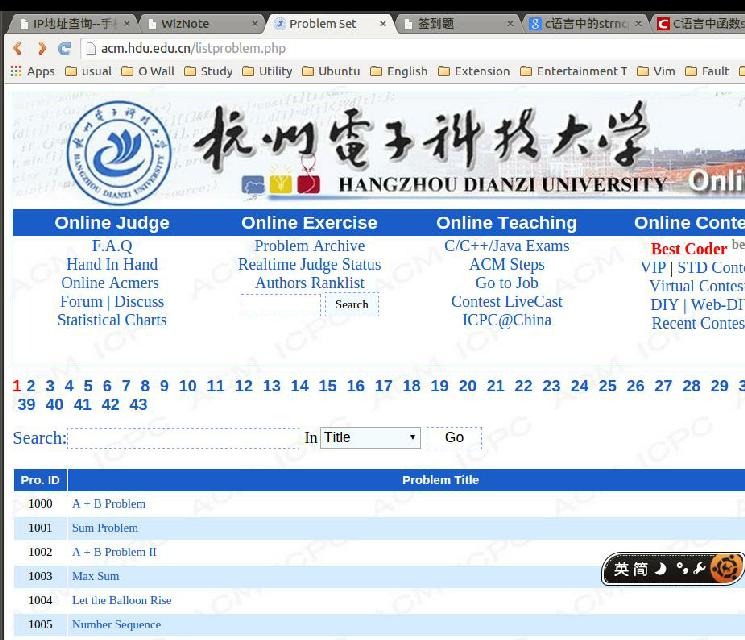 IP地址查询--手 WizNote Problem Set 签到题 c语言中的strnc C语言中函数s
acm.hdu.edu.cn/listproblem.php
Apps usual O Wall Study Utility Ubuntu English Extension Entertainment T Vim Fault
杭州電子科技大学
HANGZHOU DIANZI UNIVERSITY Onli
Online Judge Online Exercise Online Teaching Online Conte
F.A.Q Problem Archive C/C++/Java Exams Best Coder be
Hand In Hand Realtime Judge Status ACM Steps VIP | STD Conte
Online Acmers Authors Ranklist Go to Job Virtual Contes
Forum | Discuss Search Contest LiveCast DIY | Web-DI
Statistical Charts ICPC@China Recent Contes
1 2 3 4 5 6 7 8 9 10 11 12 13 14 15 16 17 18 19 20 21 22 23 24 25 26 27 28 29 3
39 40 41 42 43
Search: In Title Go
Pro. ID Problem Title
1000 A + B Problem
1001 Sum Problem
1002 A + B Problem II
1003 Max Sum
英 简
1004 Let the Balloon Rise
1005 Number Sequence